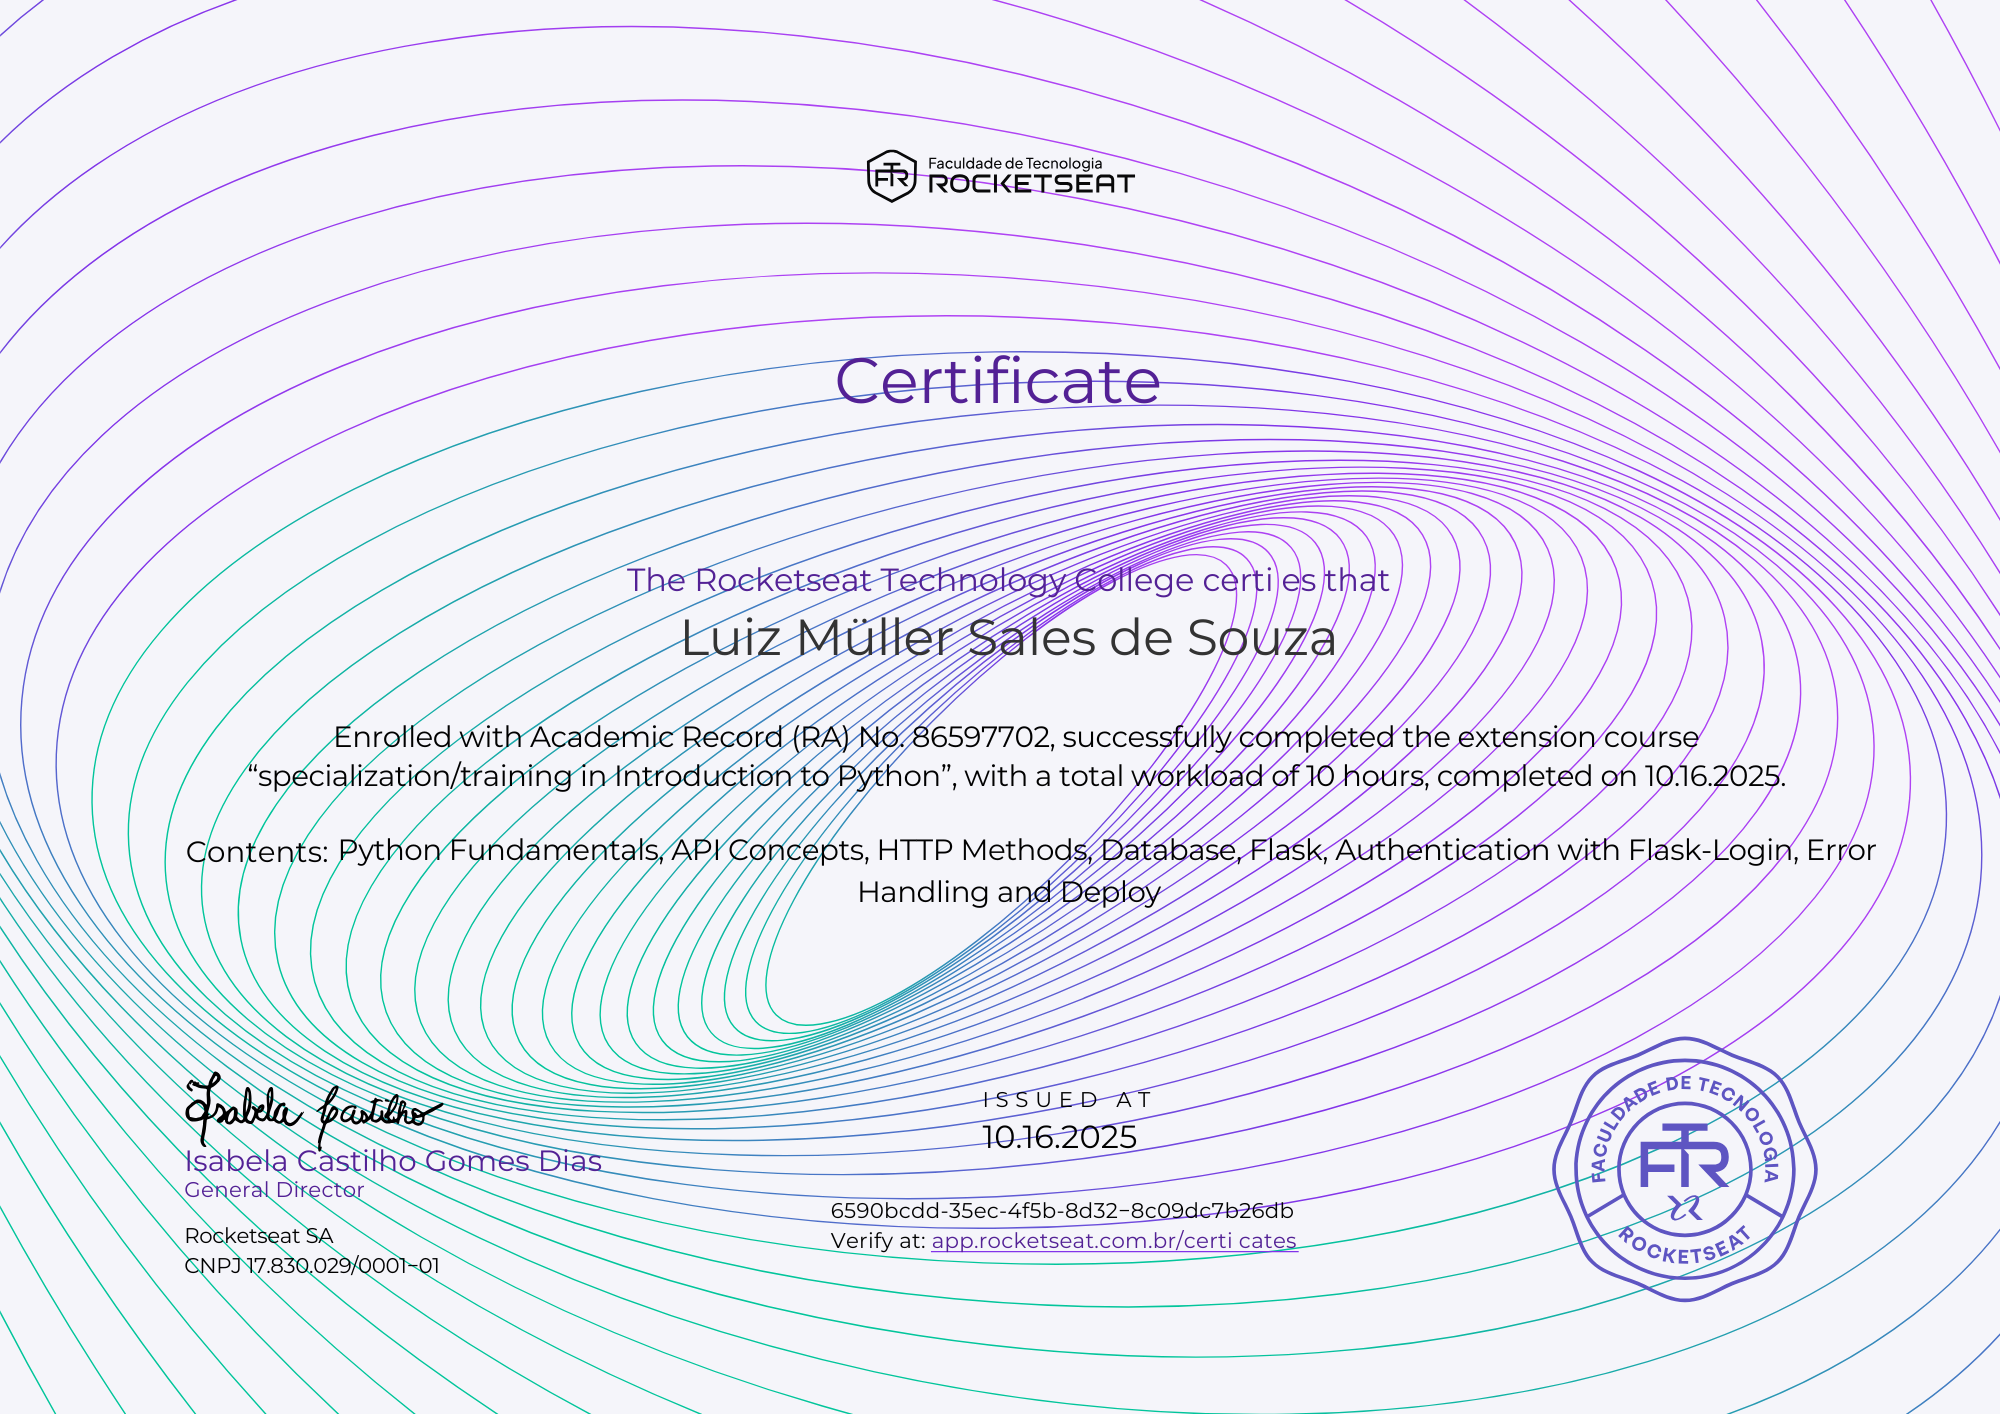 Faculdade de Tecnologia
ROCKETSEAT
Certificate
The Rocketseat Technology College certi es that
Luiz Müller Sales de Souza
Enrolled with Academic Record (RA) No. 86597702, successfully completed the extension course
“specialization/training in Introduction to Python”, with a total workload of 10 hours, completed on 10.16.2025.
Contents: Python Fundamentals, API Concepts, HTTP Methods, Database, Flask, Authentication with Flask-Login, Error
Handling and Deploy
Isabela Castilho
Isabela Castilho Gomes Dias
General Director
Rocketseat SA
CNPJ 17.830.029/0001-01
ISSUED AT
10.16.2025
6590bcdd-35ec-4f5b-8d32-8c09dc7b26db
Verify at: app.rocketseat.com.br/certi cates
FACULDADE DE TECNOLOGIA
FTR
ROCKETSEAT